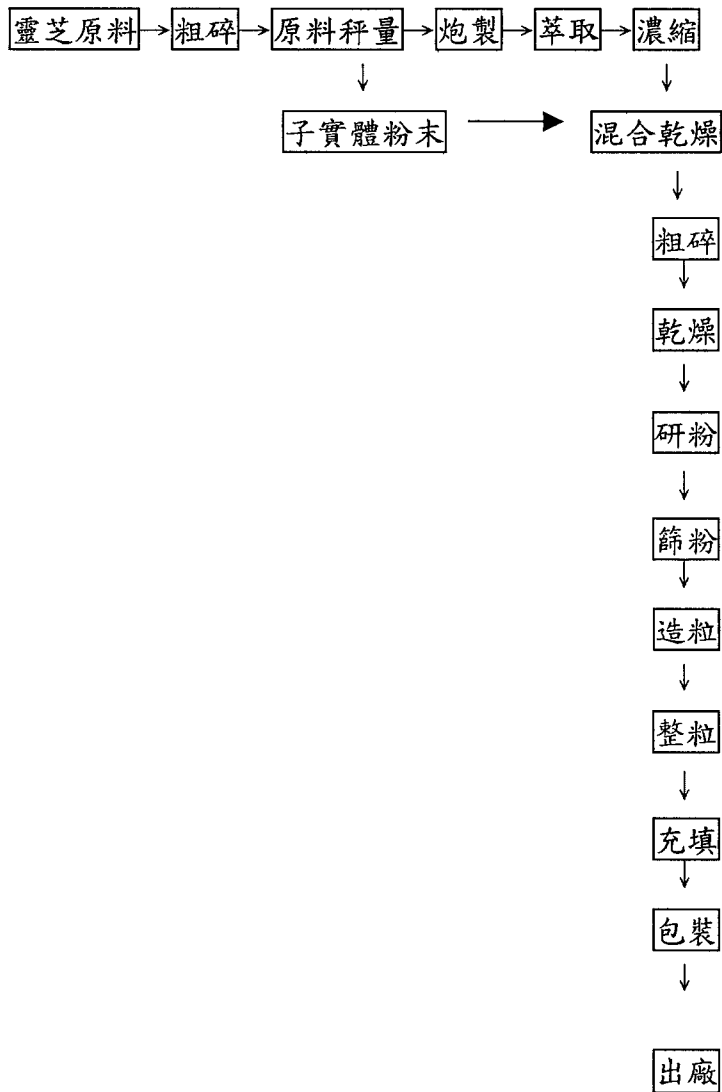 靈芝原料→粗碎→原料秤量→炮製→萃取→濃縮
↓ ↓
子實體粉末 → 混合乾燥
↓
粗碎
↓
乾燥
↓
研粉
↓
篩粉
↓
造粒
↓
整粒
↓
充填
↓
包裝
↓
出廠